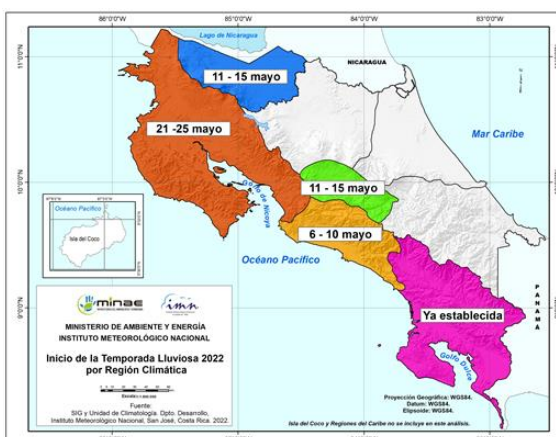 86°0'0"W
85°0'0"W
84°0'0"W
83°0'0"W
Lago de Nicaragua
11°0'0"N
11 - 15 mayo
NICARAGUA
21 -25 mayo
Mar Caribe
10°0'0"N
11 - 15 mayo
Golfo de Nicoya
6 - 10 mayo
Océano Pacífico
Isla del Coco
Océano Pacífico
9°0'0"N
Ya establecida
PANAMÁ
Golfo Dulce
minae
imn
MINISTERIO DE AMBIENTE Y ENERGÍA
INSTITUTO METEOROLÓGICO NACIONAL
Inicio de la Temporada Lluviosa 2022
por Región Climática
Fuente:
SIG y Unidad de Climatología. Dpto. Desarrollo,
Instituto Meteorológico Nacional, San José, Costa Rica. 2022.
Proyección Geográfica: WGS84.
Datum: WGS84.
Elipsoide: WGS84.
Isla del Coco y Regiones del Caribe no se incluye en este análisis.